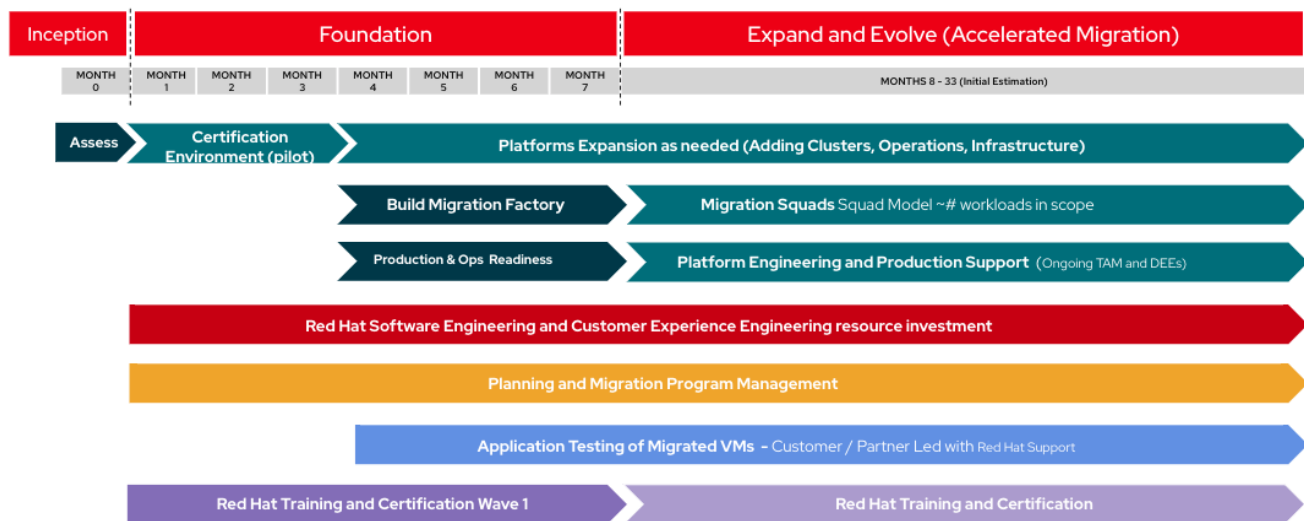 Inception
Foundation
Expand and Evolve (Accelerated Migration)
MONTH
0
MONTH
1
MONTH
2
MONTH
3
MONTH
4
MONTH
5
MONTH
6
MONTH
7
MONTHS 8 - 33 (Initial Estimation)
Assess
Certification
Environment (pilot)
Platforms Expansion as needed (Adding Clusters, Operations, Infrastructure)
Build Migration Factory
Migration Squads Squad Model ~# workloads in scope
Production & Ops Readiness
Platform Engineering and Production Support (Ongoing TAM and DEEs)
Red Hat Software Engineering and Customer Experience Engineering resource investment
Planning and Migration Program Management
Application Testing of Migrated VMs - Customer / Partner Led with Red Hat Support
Red Hat Training and Certification Wave 1
Red Hat Training and Certification